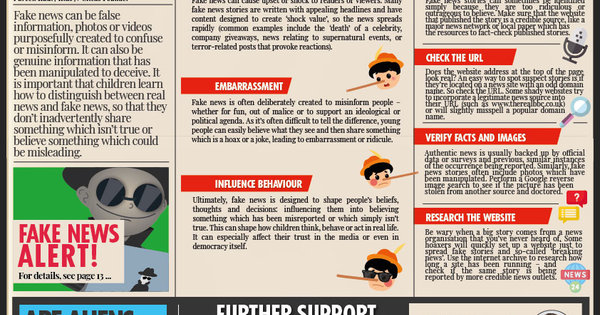 Fake news can be false
information, photos or videos
purposefully created to confuse
or misinform. It can also be
genuine information that has
been manipulated to deceive. It
is important that children learn
how to distinguish between real
news and fake news, so that they
don't inadvertently share
something which isn't true or
believe something which could
be misleading.
FAKE NEWS
ALERT!
For details, see page 13 ...
Fake news can cause upset or shock to readers or viewers. Many
fake news stories are written with appealing headlines and have
content designed to create 'shock value', so the news spreads
rapidly (common examples include the 'death' of a celebrity,
company giveaways, news relating to supernatural events,
terror-related posts that provoke reactions).
EMBARRASSMENT
Fake news is often deliberately created to misinform people –
whether for fun, out of malice or to support an ideological or
political agenda. As it's often difficult to tell the difference, young
people can easily believe what they see and then share something
which is a hoax or a joke, leading to embarrassment or ridicule.
INFLUENCE BEHAVIOUR
Ultimately, fake news is designed to shape people's beliefs,
thoughts and decisions: influencing them into believing
something which has been misreported or which simply isn't
true. This can shape how children think, behave or act in real life.
It can especially affect their trust in the media or even in
democracy itself.
Fake news stories can sometimes be identified
simply because they are too ridiculous or
outrageous to believe. Make sure that the website
that published the story is a credible source, like a
major news network or local paper which has
the resources to fact-check published stories.
CHECK THE URL
Does the website address at the top of the page
look real? An easy way to spot suspect stories is if
they're located on a news site with an odd domain
name. So check the URL. Some shady sites try
to incorporate a legitimate news source into
their URL (such as www.therealbbc.co.uk)
or will slightly misspell a popular domain
name.
VERIFY FACTS AND IMAGES
Authentic news is usually backed up by official
data or surveys and previous, similar instances
of the occurrence being reported. Similarly, fake
news stories often include photos which have
been manipulated. Perform a Google reverse
image search to see if the picture has been
stolen from another source and doctored.
?
RESEARCH THE WEBSITE
Be wary when a big story comes from a news
organisation that you've never heard of. Some
hoaxers will quickly set up a website just to
spread fake stories and so-called 'breaking
news'. Use the internet archive to research how
long a site has been running – and
check if the same story is being
reported by more credible news outlets.
NEWS
24
ARE ALIENS
FURTHER SUPPORT